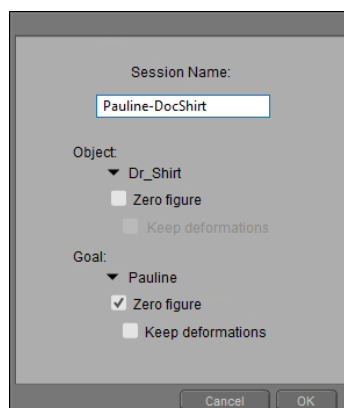 Session Name:
Pauline-DocShirt
Object:
Dr_Shirt
Zero figure
Keep deformations
Goal:
Pauline
Zero figure
Keep deformations
Cancel OK